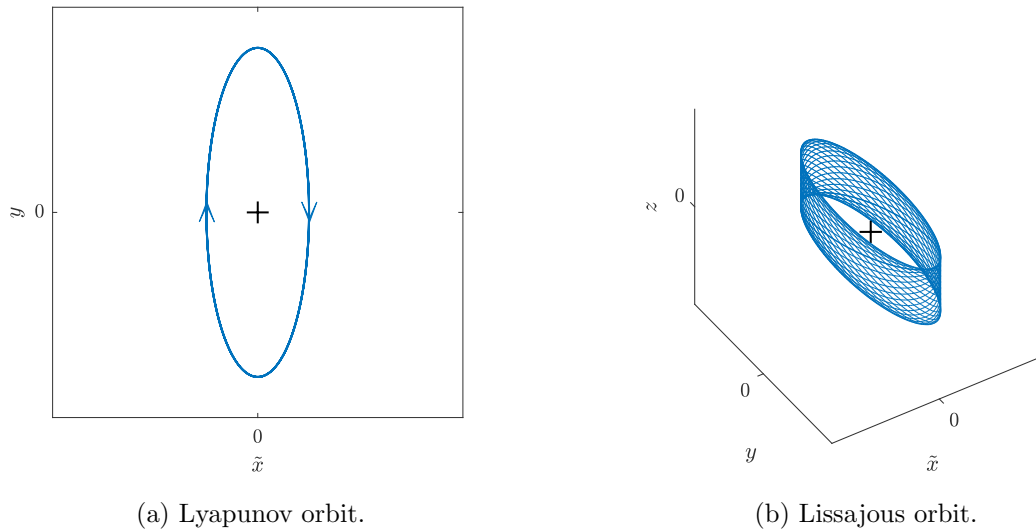 y
0
0
x̃
(a) Lyapunov orbit.
z
0
0
y
0
x̃
(b) Lissajous orbit.